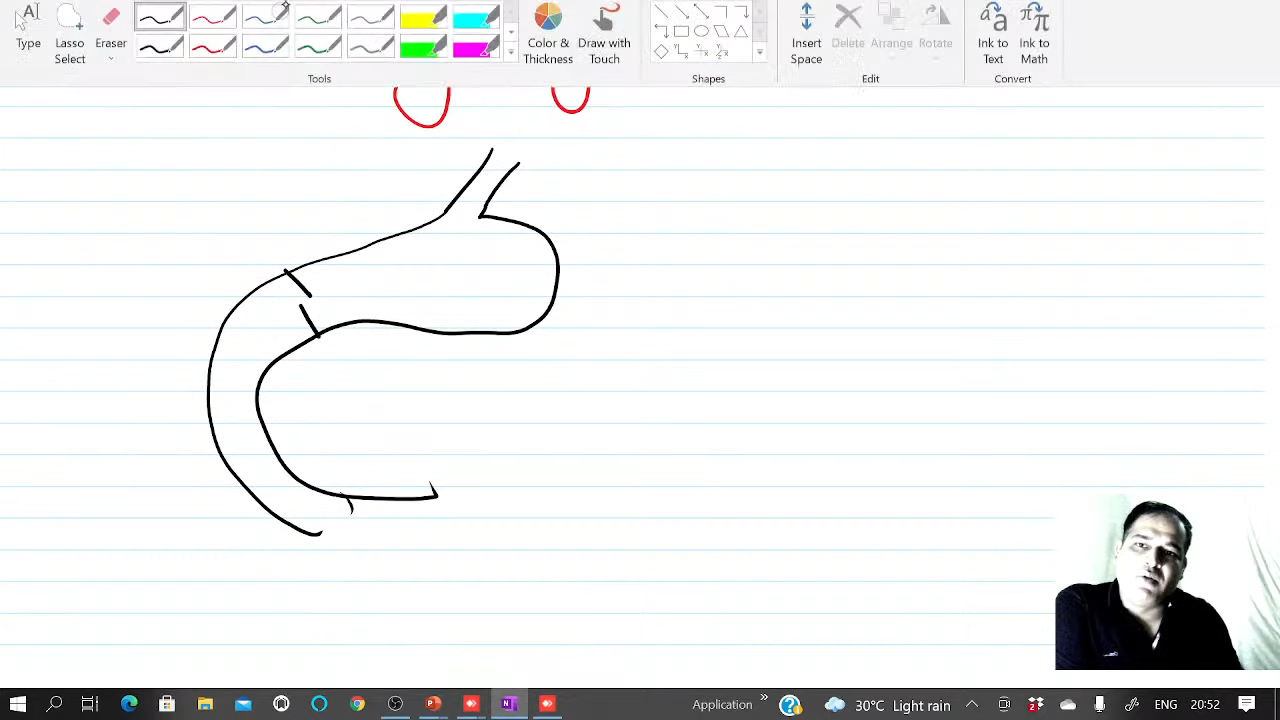 Type
Lasso
Select
Eraser
Color &
Thickness
Draw with
Touch
Insert
Space
Delete
Arrange
Rotate
Ink to
Text
Ink to
Math
Tools
Shapes
Edit
Convert
Application
30°C Light rain
ENG
20:52